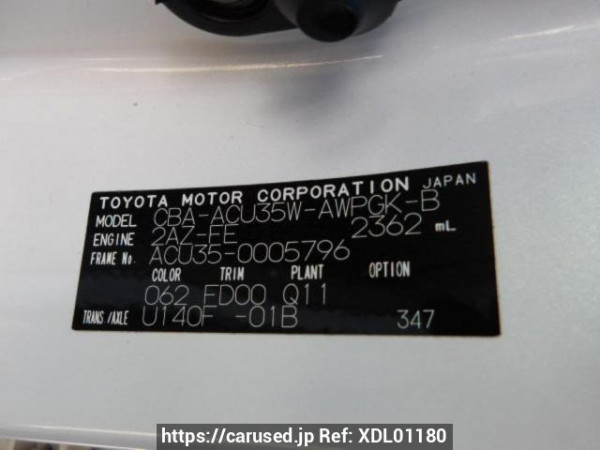 TOYOTA MOTOR CORPORATION JAPAN
MODEL CBA-ACU35W-AWPGK-B
ENGINE 2AZ-FE 2362 mL
FRAME No. ACU35-0005796
COLOR TRIM PLANT OPTION
062 FD00 Q11
TRANS/AXLE U140F -01B 347
https://carused.jp Ref: XDL01180